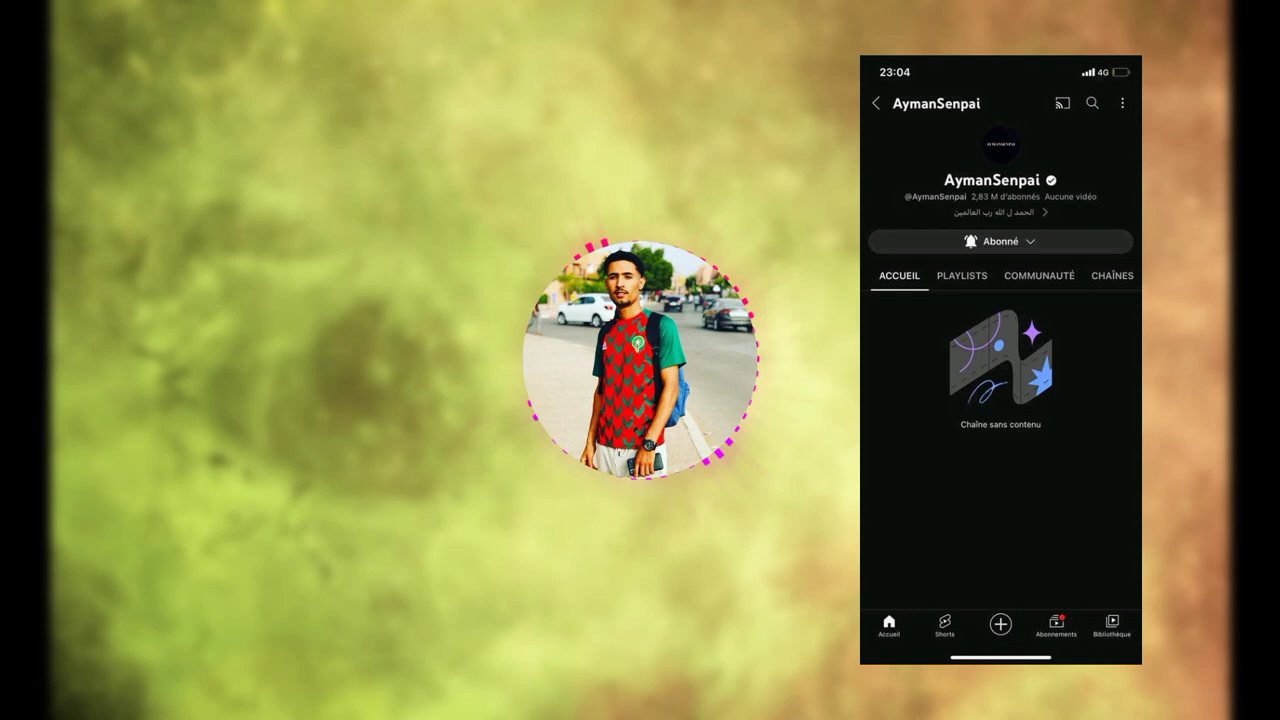 23:04
4G
AymanSenpai
AYMANSENPAI
AymanSenpai
@AymanSenpai 2,83 M d'abonnés Aucune vidéo
الحمد ل الله رب العالمين
Abonné
ACCUEIL PLAYLISTS COMMUNAUTÉ CHAÎNES
Chaîne sans contenu
Accueil Shorts Abonnements Bibliothèque